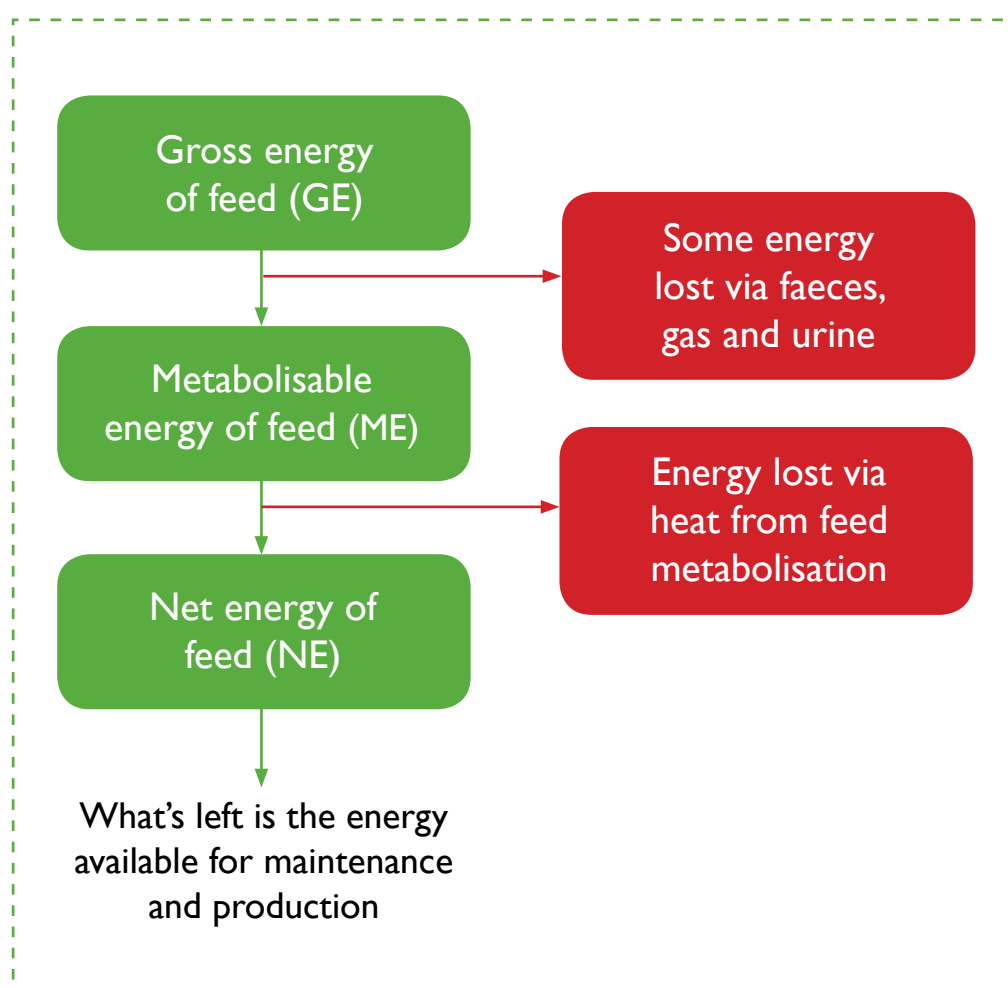 Gross energy
of feed (GE)
Some energy
lost via faeces,
gas and urine
Metabolisable
energy of feed (ME)
Energy lost via
heat from feed
metabolisation
Net energy of
feed (NE)
What’s left is the energy
available for maintenance
and production